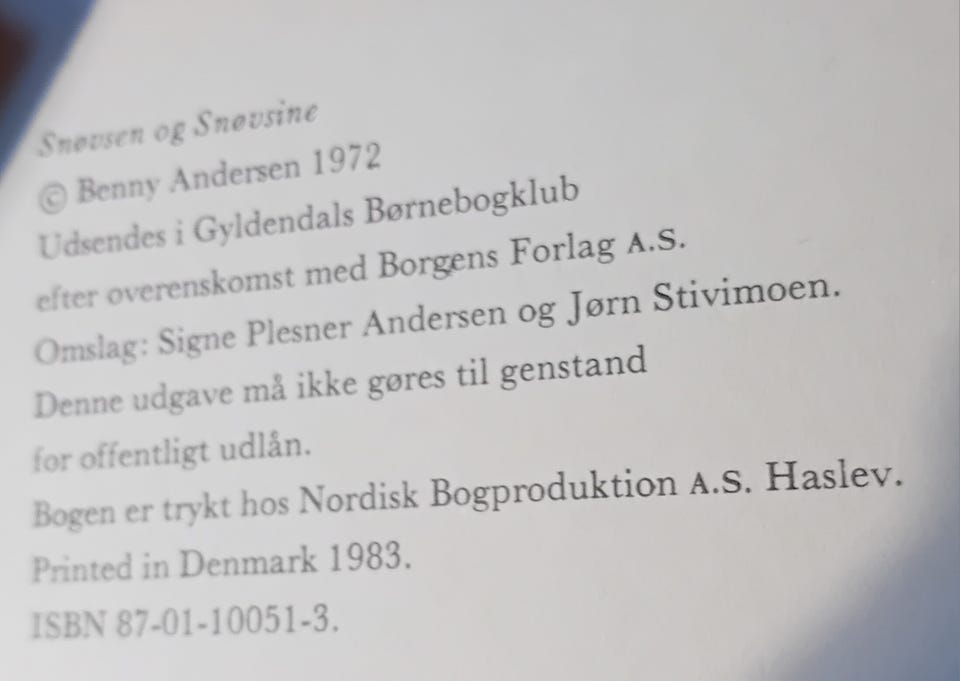 Snøvsen og Snøvsine
© Benny Andersen 1972
Udsendes i Gyldendals Børnebogklub
efter overenskomst med Borgens Forlag A.S.
Omslag: Signe Plesner Andersen og Jørn Stivimoen.
Denne udgave må ikke gøres til genstand
for offentligt udlån.
Bogen er trykt hos Nordisk Bogproduktion A.S. Haslev.
Printed in Denmark 1983.
ISBN 87-01-10051-3.